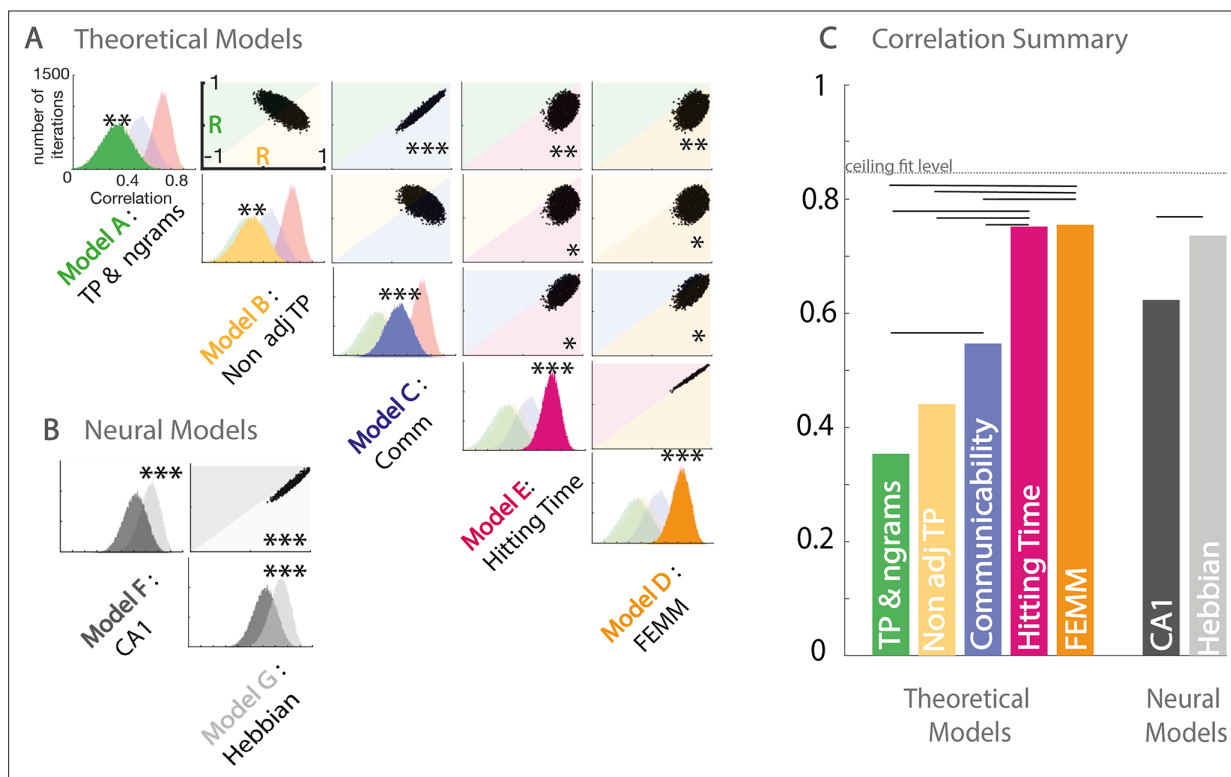 A Theoretical Models
1500
number of
iterations
**
0 0.4 0.8
Correlation
1
R
-1
R
1
***
**
**
Model A :
TP & ngrams
**
*
*
Model B :
Non adj TP
***
*
*
Model C :
Comm
***
Model E:
Hitting Time
***
Model D :
FEMM
B Neural Models
***
***
Model F :
CA1
***
Model G :
Hebbian
C Correlation Summary
1
ceiling fit level
0.8
0.6
0.4
0.2
0
TP & ngrams
Non adj TP
Communicability
Hitting Time
FEMM
CA1
Hebbian
Theoretical
Models
Neural
Models